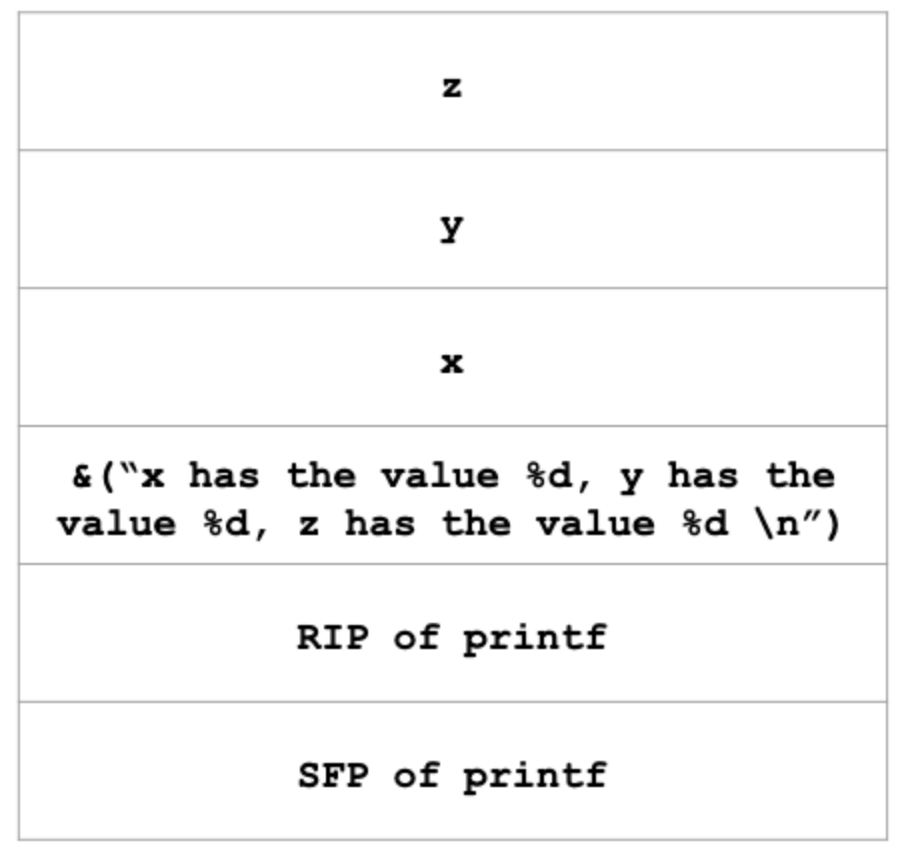 z
y
x
&(“x has the value %d, y has the
value %d, z has the value %d \n”)
RIP of printf
SFP of printf